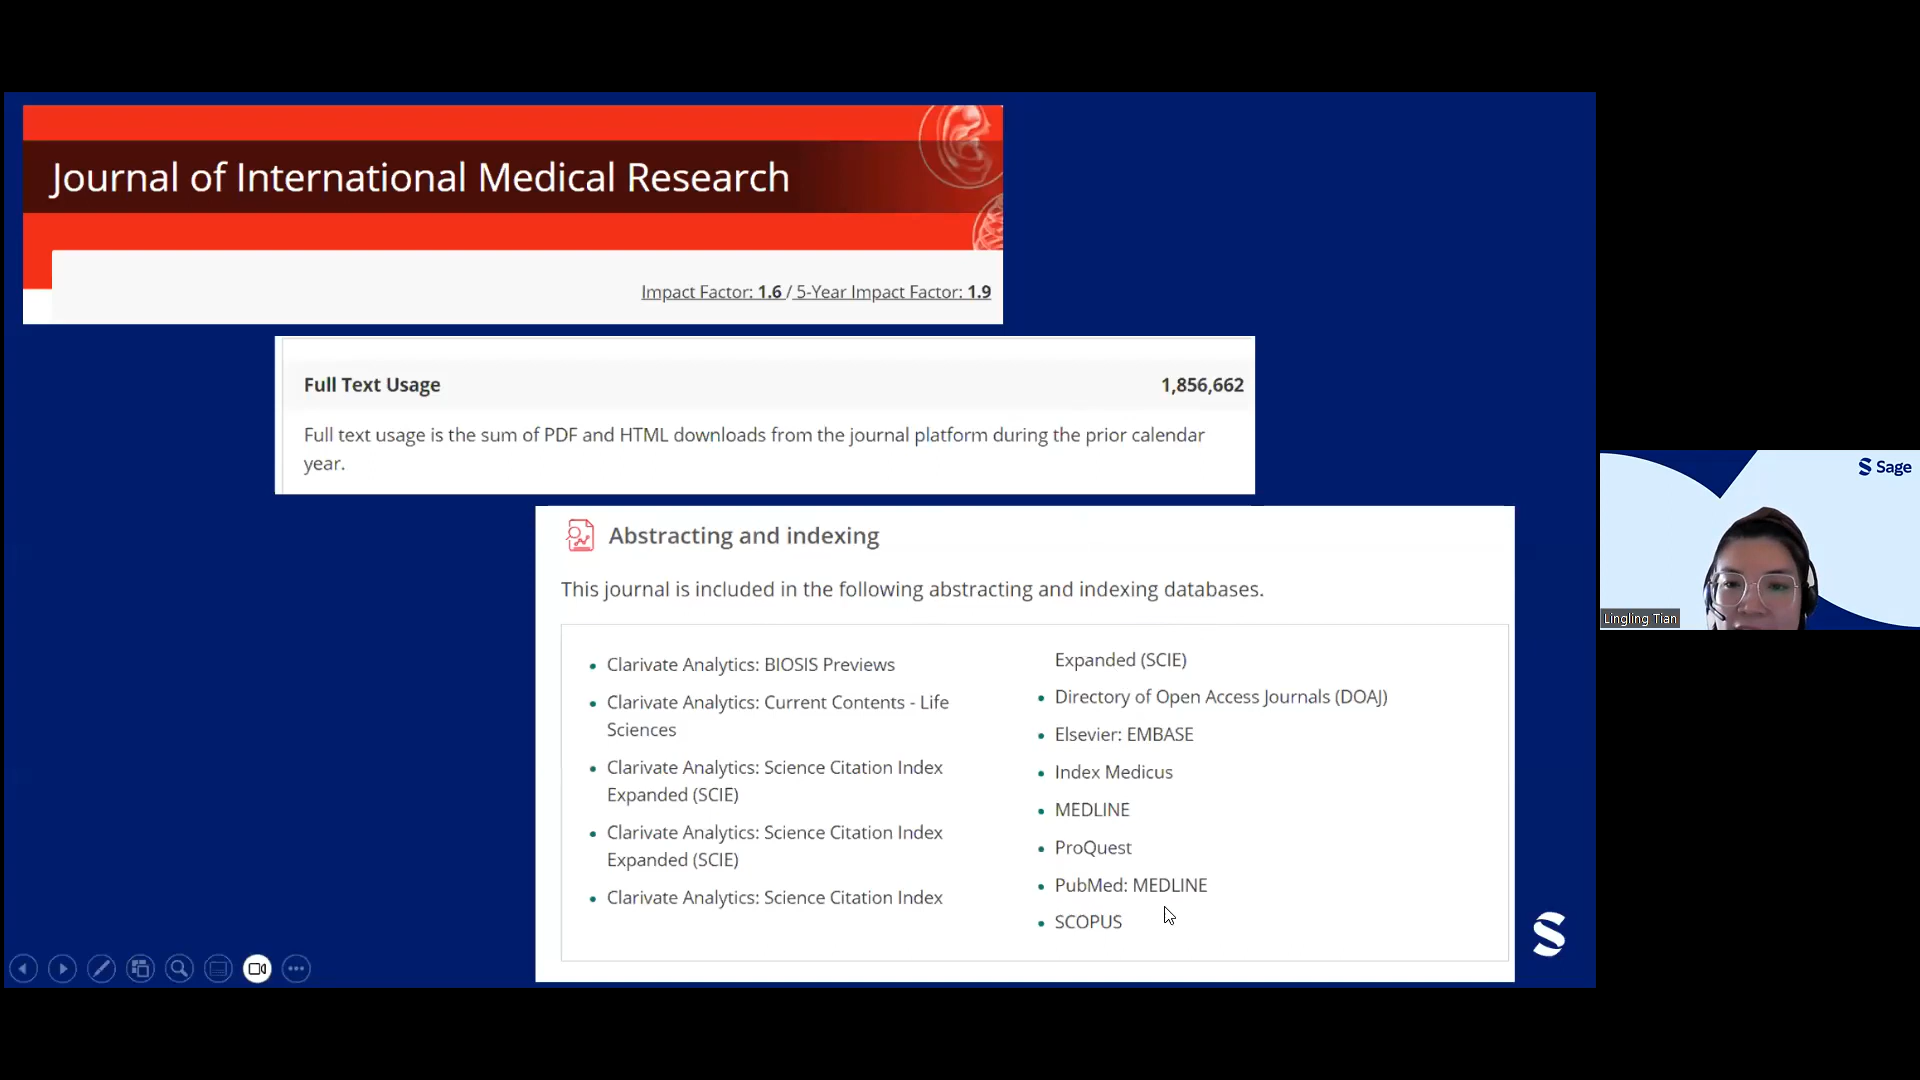 Journal of International Medical Research
Impact Factor: 1.6 / 5-Year Impact Factor: 1.9
Full Text Usage 1,856,662
Full text usage is the sum of PDF and HTML downloads from the journal platform during the prior calendar
year.
Abstracting and indexing
This journal is included in the following abstracting and indexing databases.
Clarivate Analytics: BIOSIS Previews
Clarivate Analytics: Current Contents - Life
Sciences
Clarivate Analytics: Science Citation Index
Expanded (SCIE)
Clarivate Analytics: Science Citation Index
Expanded (SCIE)
Clarivate Analytics: Science Citation Index
Expanded (SCIE)
Directory of Open Access Journals (DOAJ)
Elsevier: EMBASE
Index Medicus
MEDLINE
ProQuest
PubMed: MEDLINE
SCOPUS
Sage
Lingling Tian